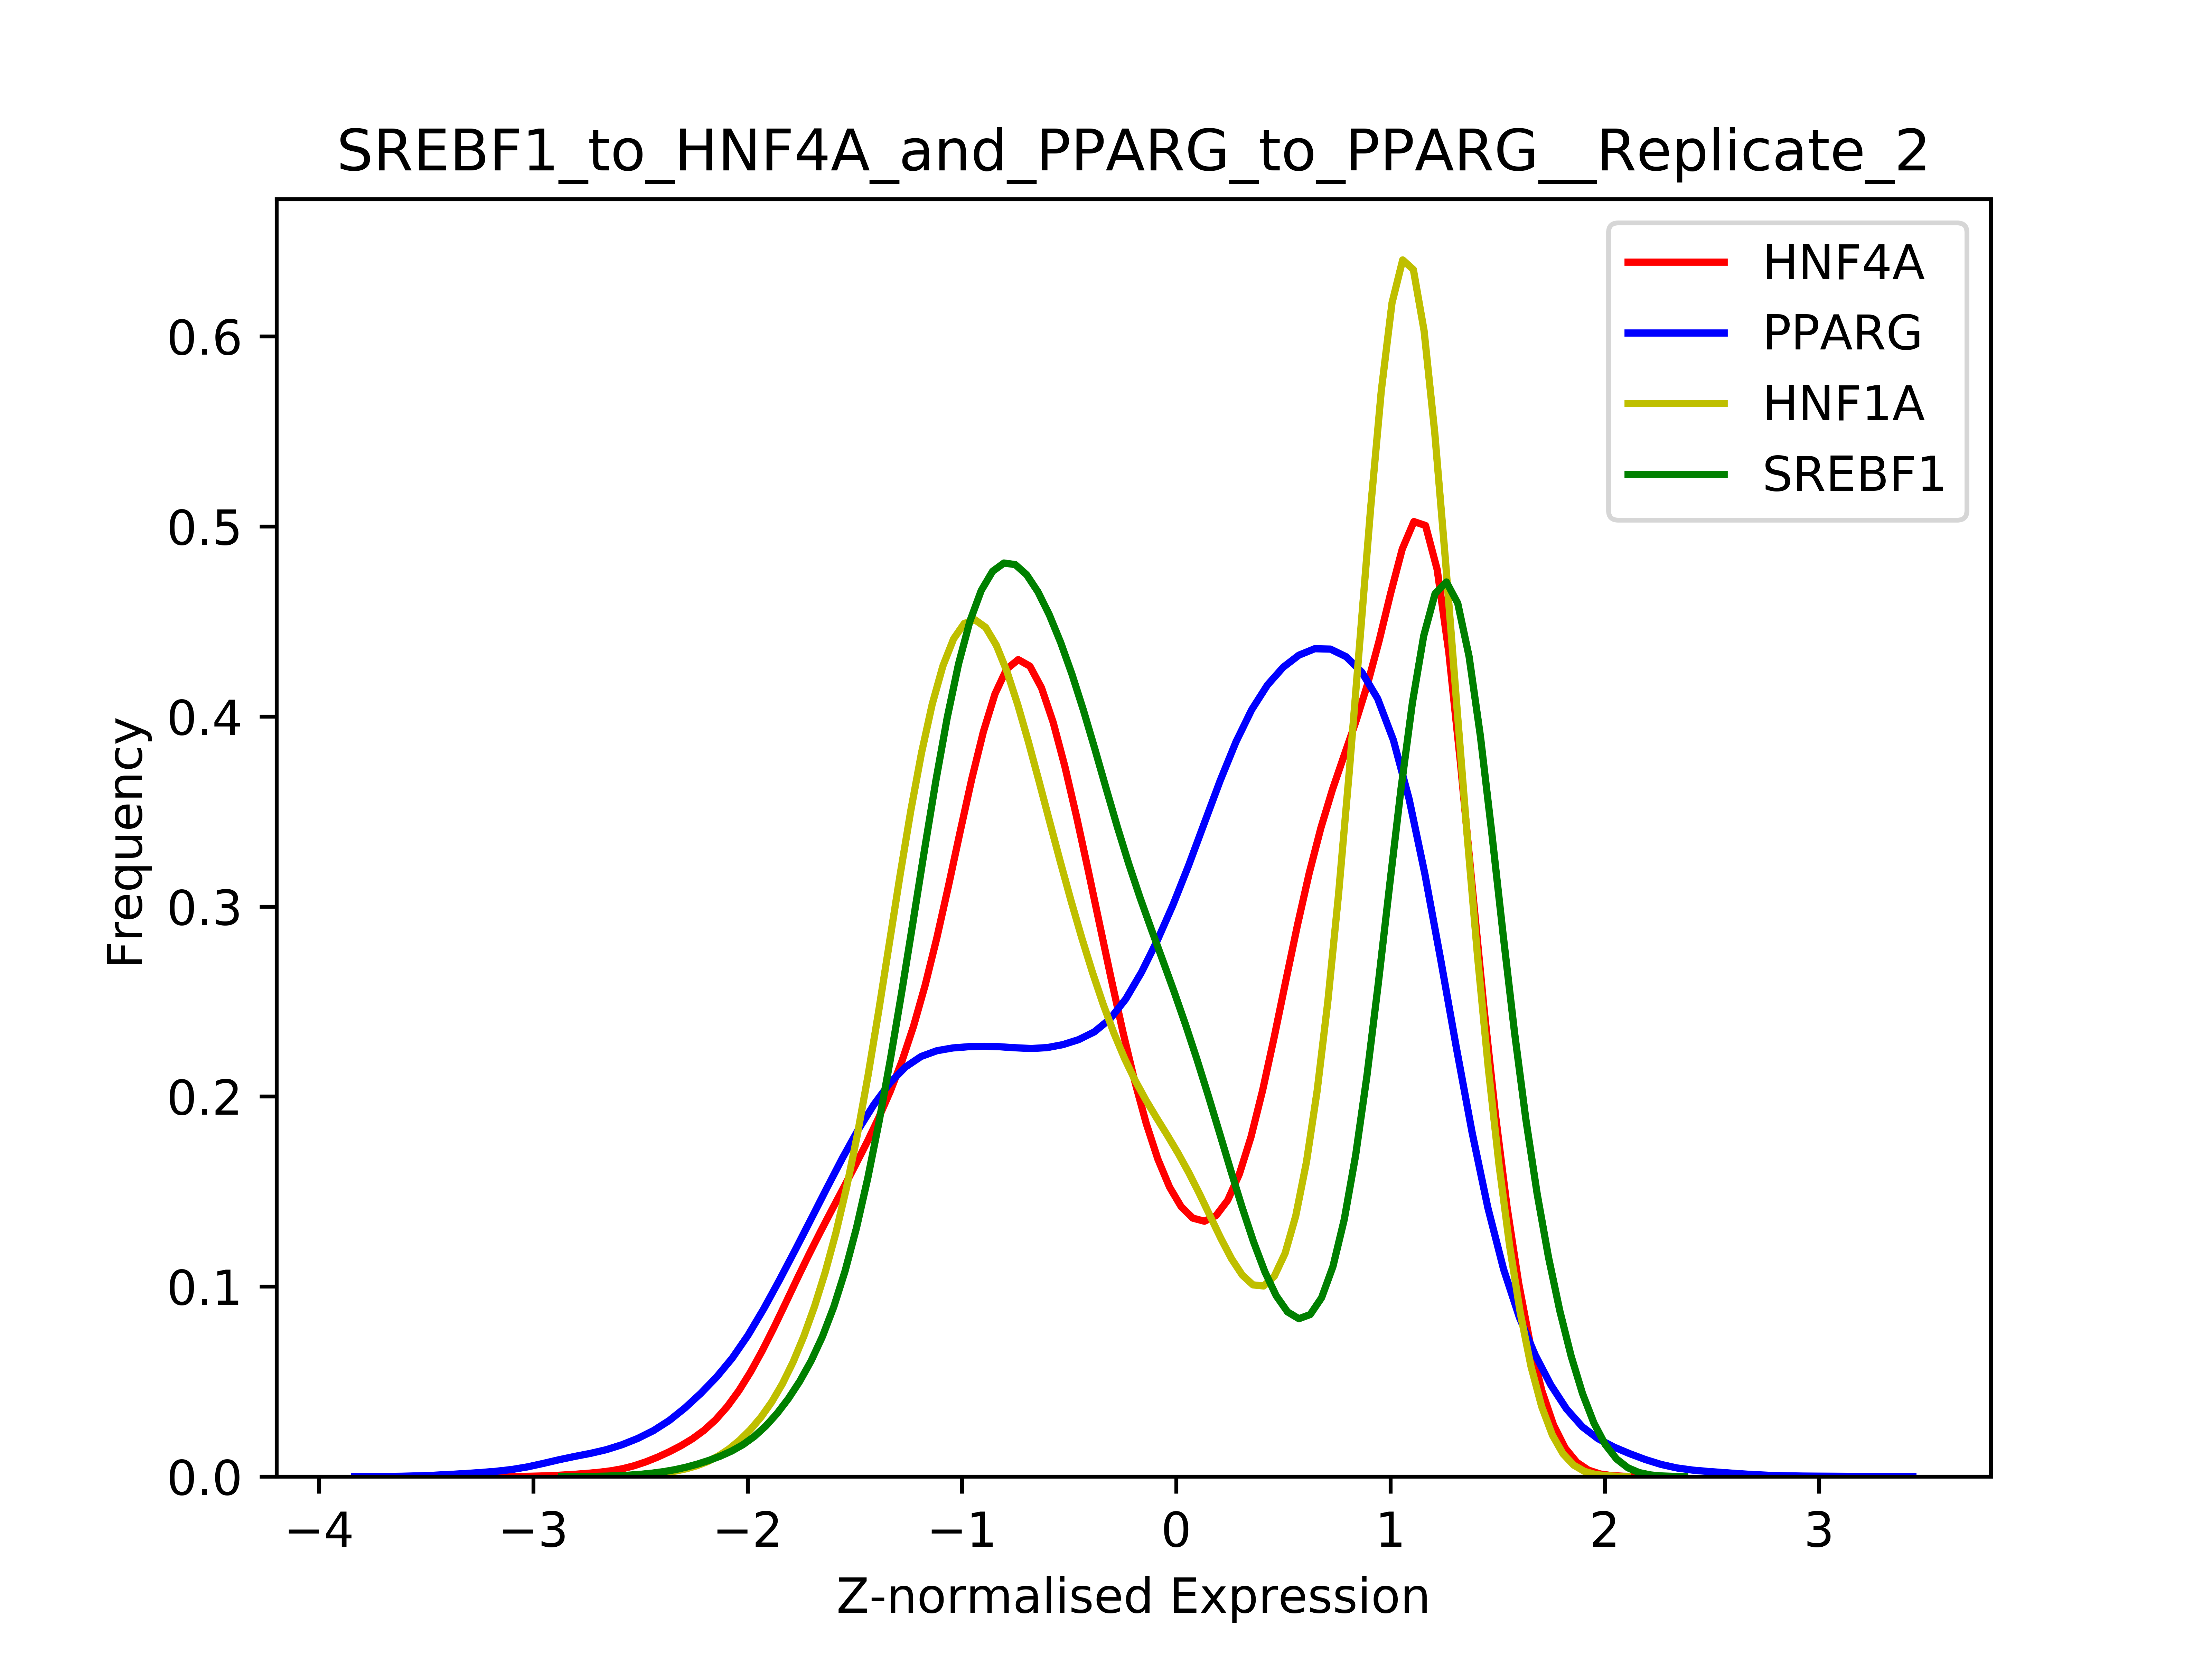 SREBF1_to_HNF4A_and_PPARG_to_PPARG__Replicate_2
HNF4A
PPARG
HNF1A
SREBF1
0.6
0.5
0.4
0.3
0.2
0.1
0.0
Frequency
−4 −3 −2 −1 0 1 2 3
Z-normalised Expression